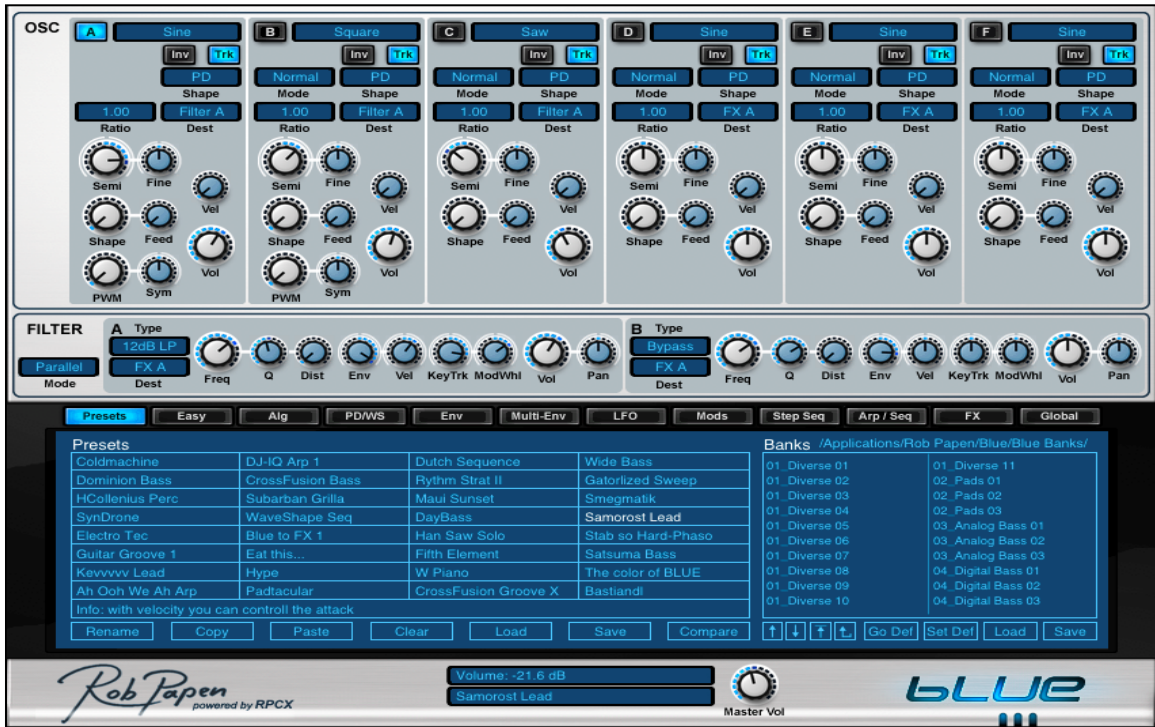 OSC A Sine B Square C Saw D Sine E Sine F Sine
Inv Trk Inv Trk Inv Trk Inv Trk Inv Trk Inv Trk
PD Normal PD Normal PD Normal PD Normal PD Normal PD
Shape Mode Shape Mode Shape Mode Shape Mode Shape Mode Shape
1.00 Filter A 1.00 Filter A 1.00 Filter A 1.00 FX A 1.00 FX A 1.00 FX A
Ratio Dest Ratio Dest Ratio Dest Ratio Dest Ratio Dest Ratio Dest
Semi Fine Semi Fine Semi Fine Semi Fine Semi Fine Semi Fine
Vel Vel Vel Vel Vel Vel
Shape Feed Shape Feed Shape Feed Shape Feed Shape Feed Shape Feed
Vol Vol Vol Vol Vol Vol
PWM Sym PWM Sym
FILTER A Type B Type
12dB LP Bypass
Parallel FX A FX A
Mode Dest Freq Q Dist Env Vel KeyTrk ModWhl Vol Pan Dest Freq Q Dist Env Vel KeyTrk ModWhl Vol Pan
Presets Easy Alg PD/WS Env Multi-Env LFO Mods Step Seq Arp / Seq FX Global
Presets
Coldmachine DJ-IQ Arp 1 Dutch Sequence Wide Bass
Dominion Bass CrossFusion Bass Rythm Strat II Gatorlized Sweep
HCollenius Perc Subarban Grilla Maui Sunset Smegmatik
SynDrone WaveShape Seq DayBass Samorost Lead
Electro Tec Blue to FX 1 Han Saw Solo Stab so Hard-Phaso
Guitar Groove 1 Eat this... Fifth Element Satsuma Bass
Kevvvvv Lead Hype W Piano The color of BLUE
Ah Ooh We Ah Arp Padtacular CrossFusion Groove X Bastiandl
Info: with velocity you can controll the attack
Rename Copy Paste Clear Load Save Compare
Banks /Applications/Rob Papen/Blue/Blue Banks/
01_Diverse 01 01_Diverse 11
01_Diverse 02 02_Pads 01
01_Diverse 03 02_Pads 02
01_Diverse 04 02_Pads 03
01_Diverse 05 03_Analog Bass 01
01_Diverse 06 03_Analog Bass 02
01_Diverse 07 03_Analog Bass 03
01_Diverse 08 04_Digital Bass 01
01_Diverse 09 04_Digital Bass 02
01_Diverse 10 04_Digital Bass 03
Go Def Set Def Load Save
Rob Papen
powered by RPCX
Volume: -21.6 dB
Samorost Lead
Master Vol
BLUE